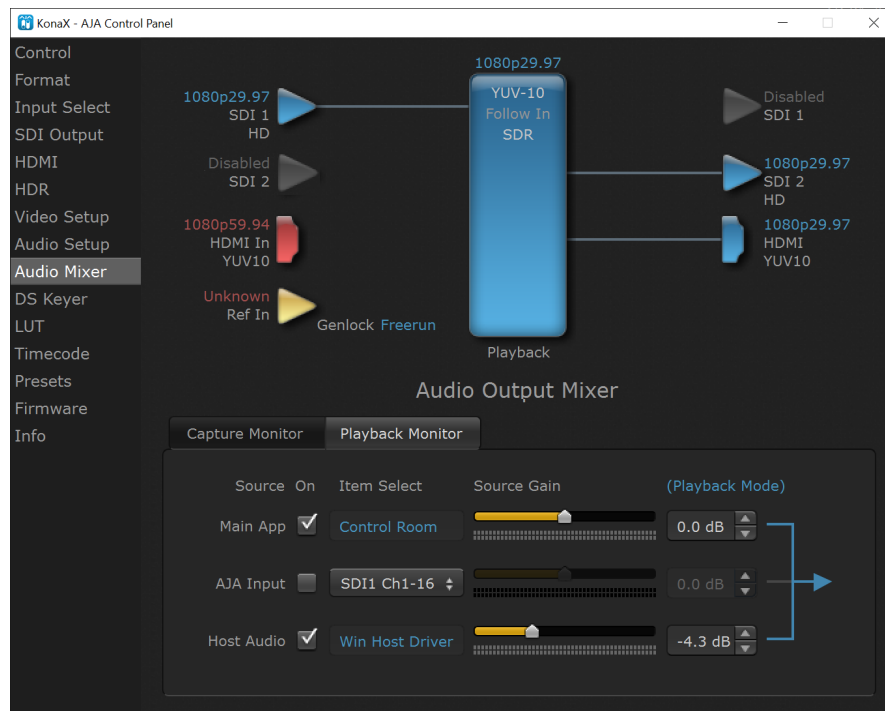 KonaX - AJA Control Panel
Control
Format
Input Select
SDI Output
HDMI
HDR
Video Setup
Audio Setup
Audio Mixer
DS Keyer
LUT
Timecode
Presets
Firmware
Info
1080p29.97
SDI 1
HD
Disabled
SDI 2
1080p59.94
HDMI In
YUV10
Unknown
Ref In
Genlock Freerun
1080p29.97
YUV-10
Follow In
SDR
Playback
Disabled
SDI 1
1080p29.97
SDI 2
HD
1080p29.97
HDMI
YUV10
Audio Output Mixer
Capture Monitor Playback Monitor
Source On Item Select Source Gain (Playback Mode)
Main App Control Room 0.0 dB
AJA Input SDI1 Ch1-16 0.0 dB
Host Audio Win Host Driver -4.3 dB